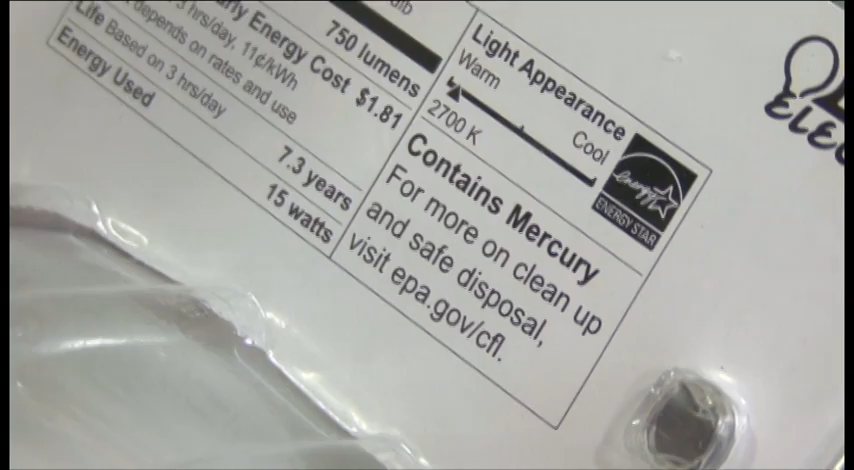 750 lumens
rly Energy Cost $1.81
3 hrs/day, 11¢/kWh
depends on rates and use
Life Based on 3 hrs/day
7.3 years
Energy Used
15 watts
Light Appearance
Warm
Cool
2700 K
energy
ENERGY STAR
Contains Mercury
For more on clean up
and safe disposal,
visit epa.gov/cfl.